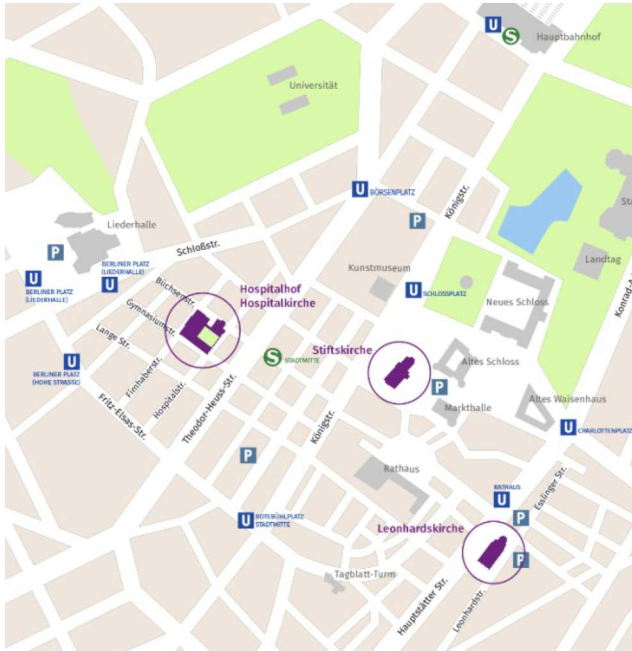 U
S
Hauptbahnhof
Universität
U
BÖRSENPLATZ
Königstr.
P
Liederhalle
Schloßstr.
P
BERLINER PLATZ
(LIEDERHALLE)
U
U
BERLINER PLATZ
(LIEDERHALLE)
Kunstmuseum
Landtag
Sta
Konrad-A
Büchsenstr.
Hospitalhof
Hospitalkirche
U
SCHLOSSPLATZ
Neues Schloss
Gymnasiumstr.
Lange Str.
Stiftskirche
S
STADTMITTE
U
BERLINER PLATZ
(HOHE STRASSE)
Firnhaberstr.
Hospitalstr.
Theodor-Heuss-Str.
Altes Schloss
P
Fritz-Elsas-Str.
Markthalle
Altes Waisenhaus
Königstr.
U
CHARLOTTENPLATZ
P
Rathaus
Esslinger Str.
RATHAUS
U
U
ROTEBÜHLPLATZ
STADTMITTE
P
Leonhardskirche
P
Tagblatt-Turm
Hauptstätter Str.
Leonhardstr.